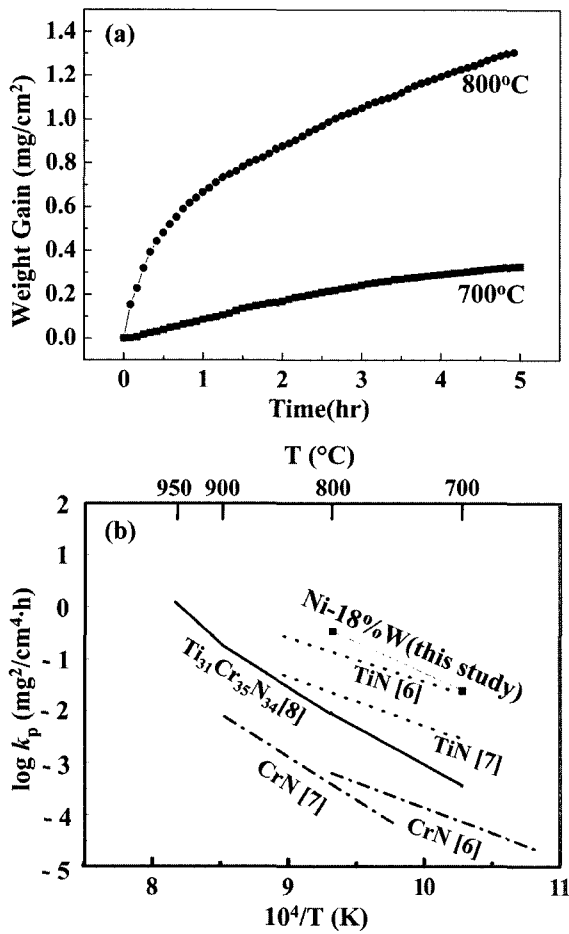 (a)
1.4
1.2
1.0
0.8
0.6
0.4
0.2
0.0
Weight Gain (mg/cm²)
800°C
700°C
0 1 2 3 4 5
Time(hr)
T (°C)
950 900 800 700
(b)
2
1
0
- 1
- 2
- 3
- 4
- 5
log kₚ (mg²/cm⁴·h)
Ni-18%W(this study)
TiN [6]
Ti₃₁Cr₃₅N₃₄[8]
TiN [7]
CrN [7]
CrN [6]
8 9 10 11
10⁴/T (K)